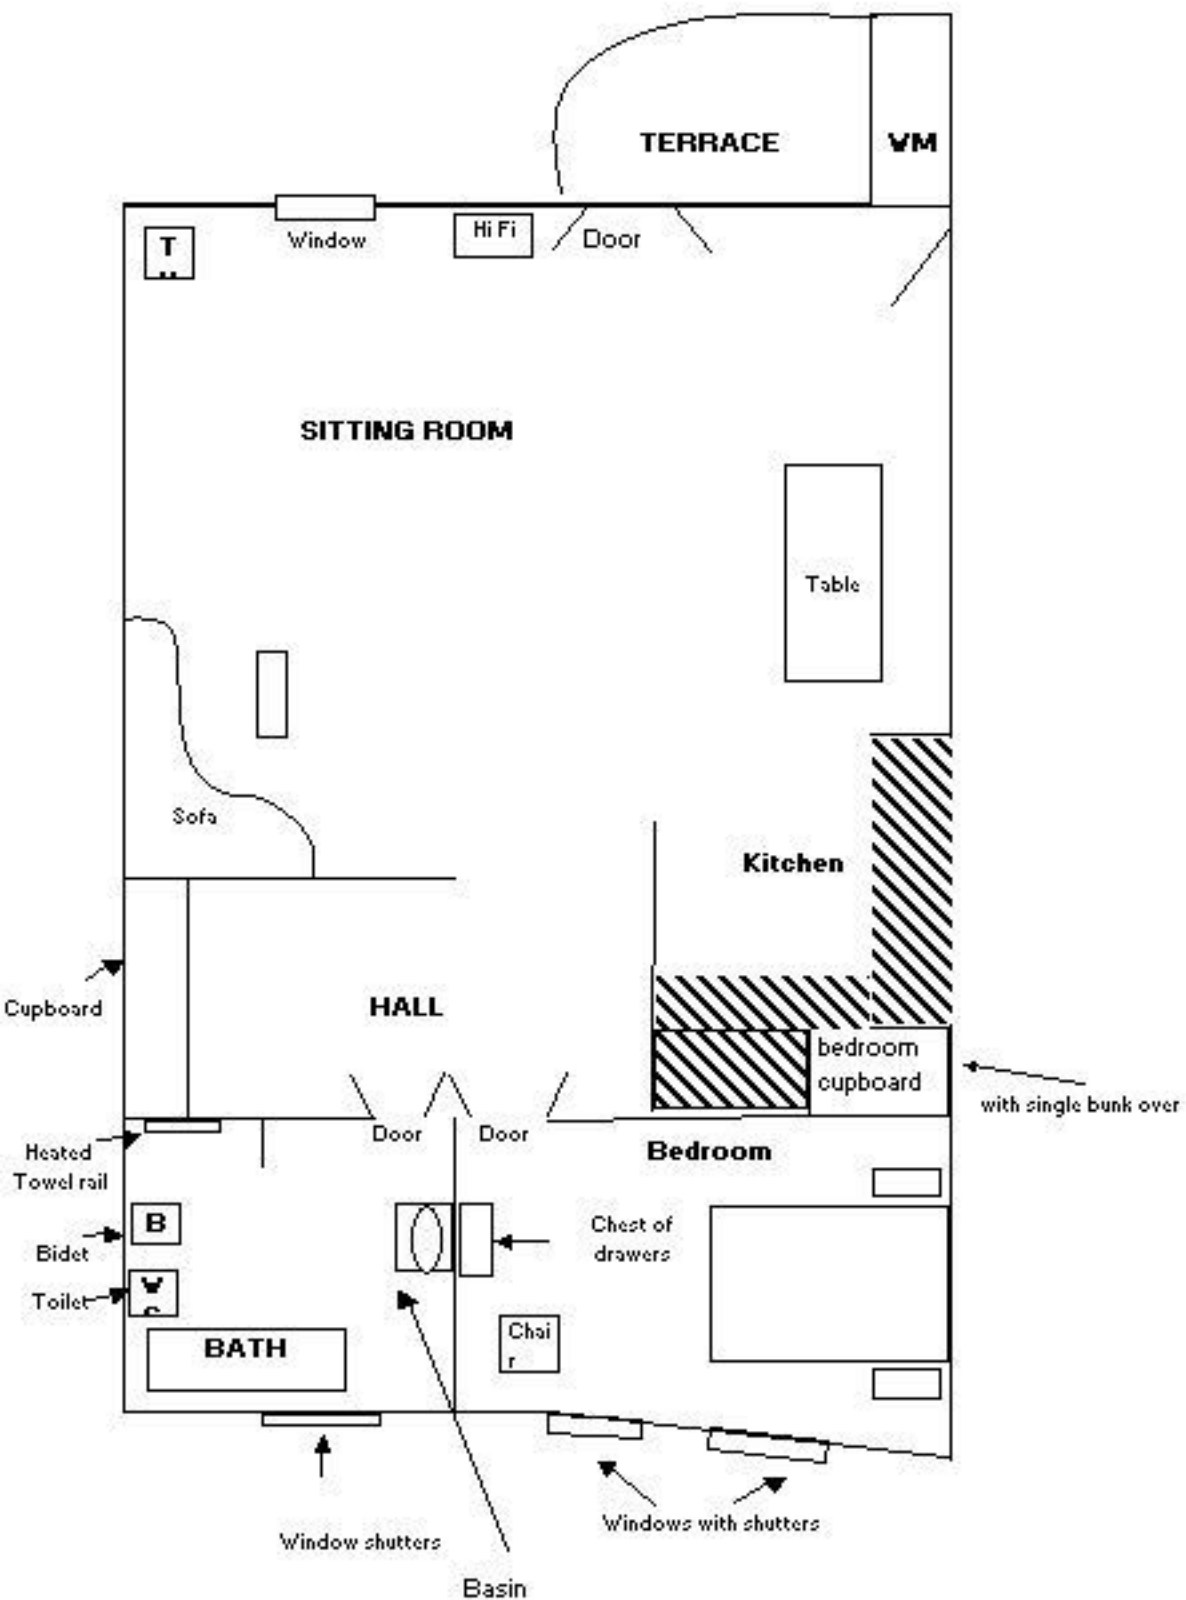 TERRACE
WM
T
Window
Hi Fi
Door
SITTING ROOM
Table
Sofa
Kitchen
Cupboard
HALL
bedroom
cupboard
with single bunk over
Door
Door
Heated
Towel rail
Bedroom
B
Bidet
Chest of
drawers
Toilet
BATH
Chai
r
Windows with shutters
Window shutters
Basin